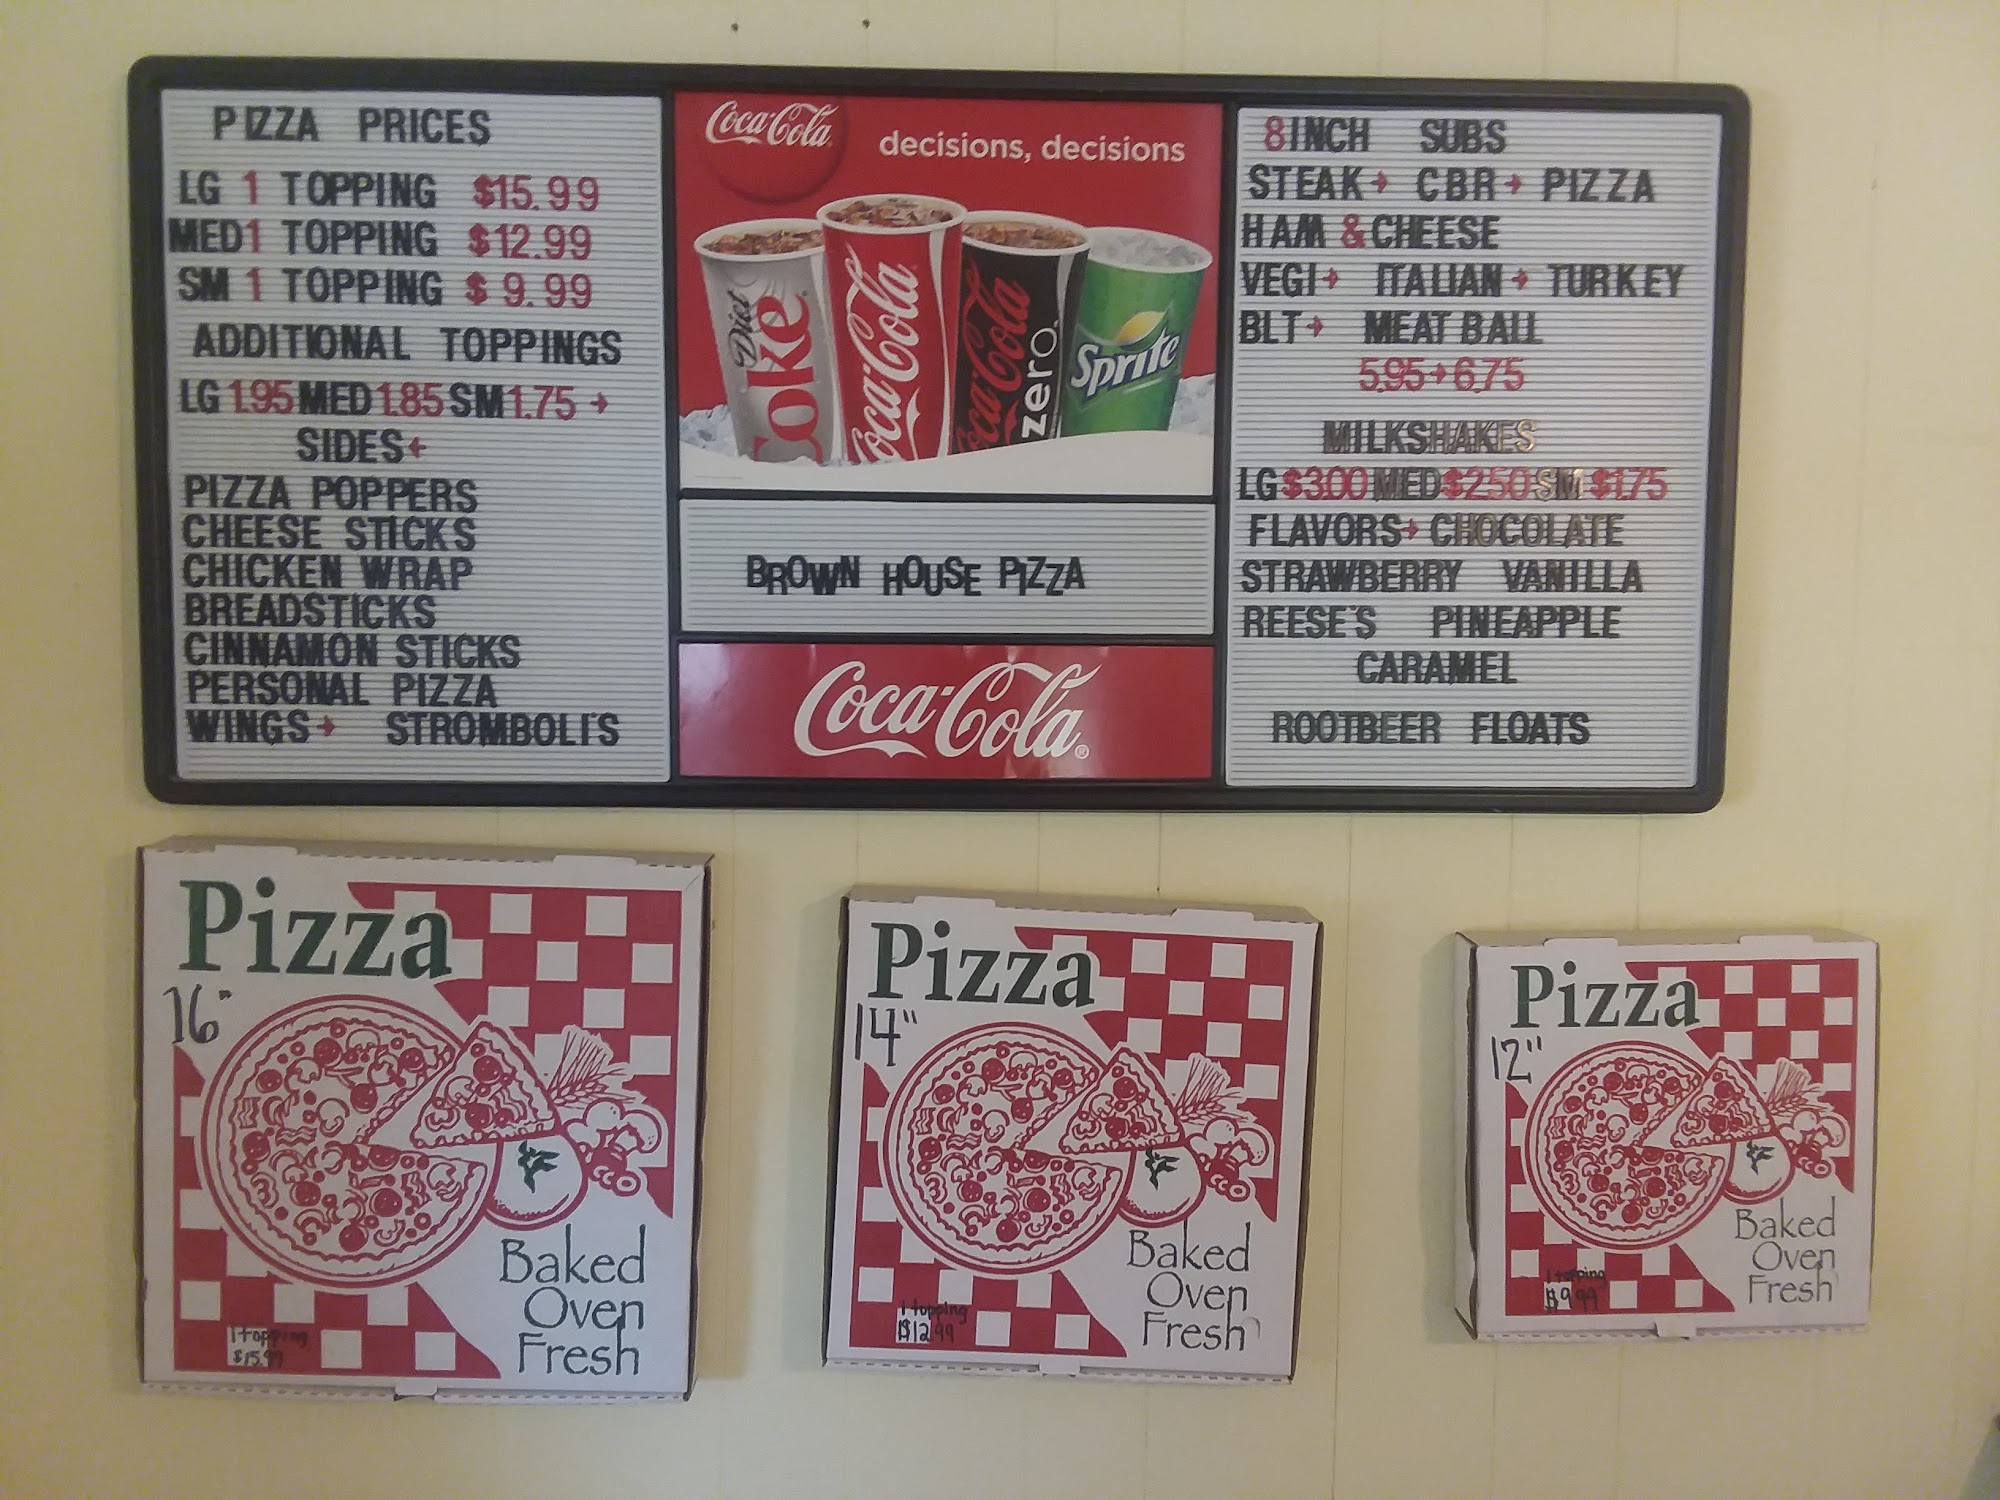 PIZZA PRICES
LG 1 TOPPING $15.99
MED 1 TOPPING $12.99
SM 1 TOPPING $9.99
ADDITIONAL TOPPINGS
LG 1.95 MED 1.85 SM 1.75 →
SIDES←
PIZZA POPPERS
CHEESE STICKS
CHICKEN WRAP
BREADSTICKS
CINNAMON STICKS
PERSONAL PIZZA
WINGS→ STROMBOLI'S
Coca-Cola
decisions, decisions
Diet Coke
Coca-Cola
Coca-Cola zero
Sprite
BROWN HOUSE PIZZA
Coca-Cola®
8 INCH SUBS
STEAK→ CBR→ PIZZA
HAM & CHEESE
VEGI→ ITALIAN→ TURKEY
BLT→ MEAT BALL
5.95→6.75
MILKSHAKES
LG $3.00 MED $2.50 SM $1.75
FLAVORS→ CHOCOLATE
STRAWBERRY VANILLA
REESE'S PINEAPPLE
CARAMEL
ROOTBEER FLOATS
Pizza
16"
Baked
Oven
Fresh
1 topping
$15.99
Pizza
14"
Baked
Oven
Fresh
1 topping
$12.99
Pizza
12"
Baked
Oven
Fresh
1 topping
$9.99